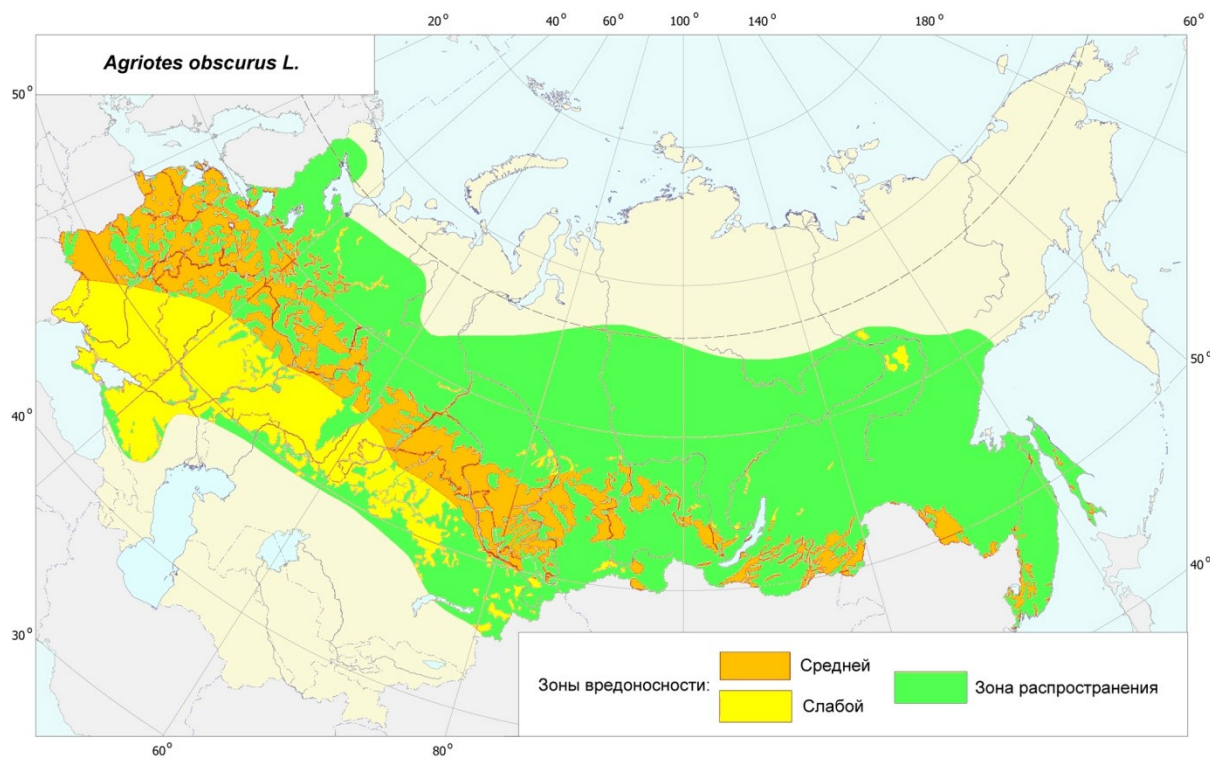 20° 40° 60° 80° 100° 140° 180° 60°
Agriotes obscurus L.
50°
50°
40°
40°
30°
Зоны вредоносности:
Средней
Слабой
Зона распространения
60° 80°